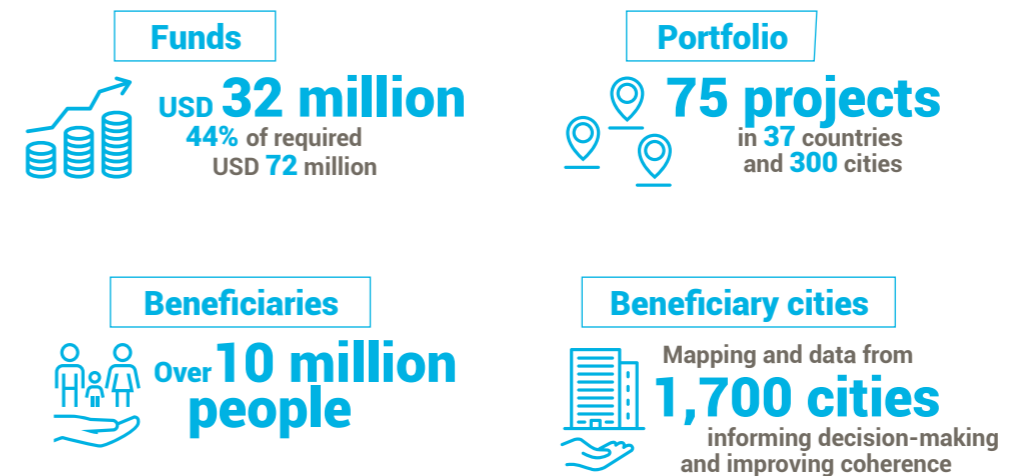 Funds
USD 32 million
44% of required
USD 72 million
Portfolio
75 projects
in 37 countries
and 300 cities
Beneficiaries
Over 10 million
people
Beneficiary cities
Mapping and data from
1,700 cities
informing decision-making
and improving coherence